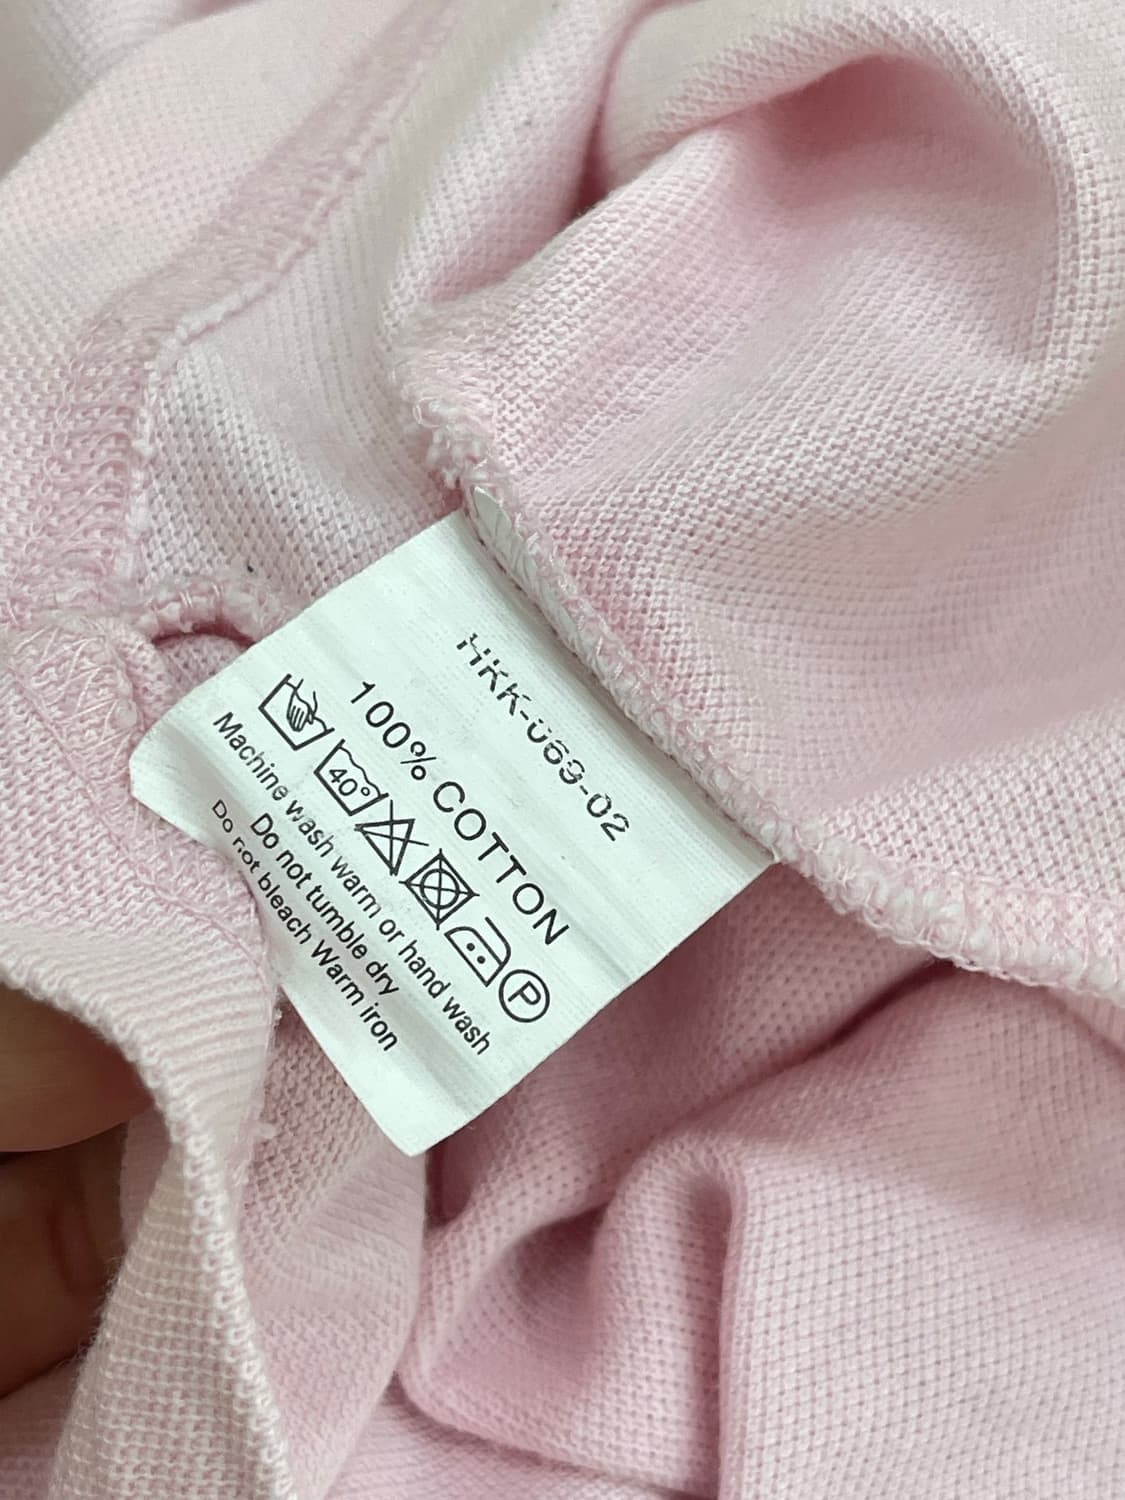 HKK-069-02
100% COTTON
40°
P
Machine wash warm or hand wash
Do not tumble dry
Do not bleach Warm iron